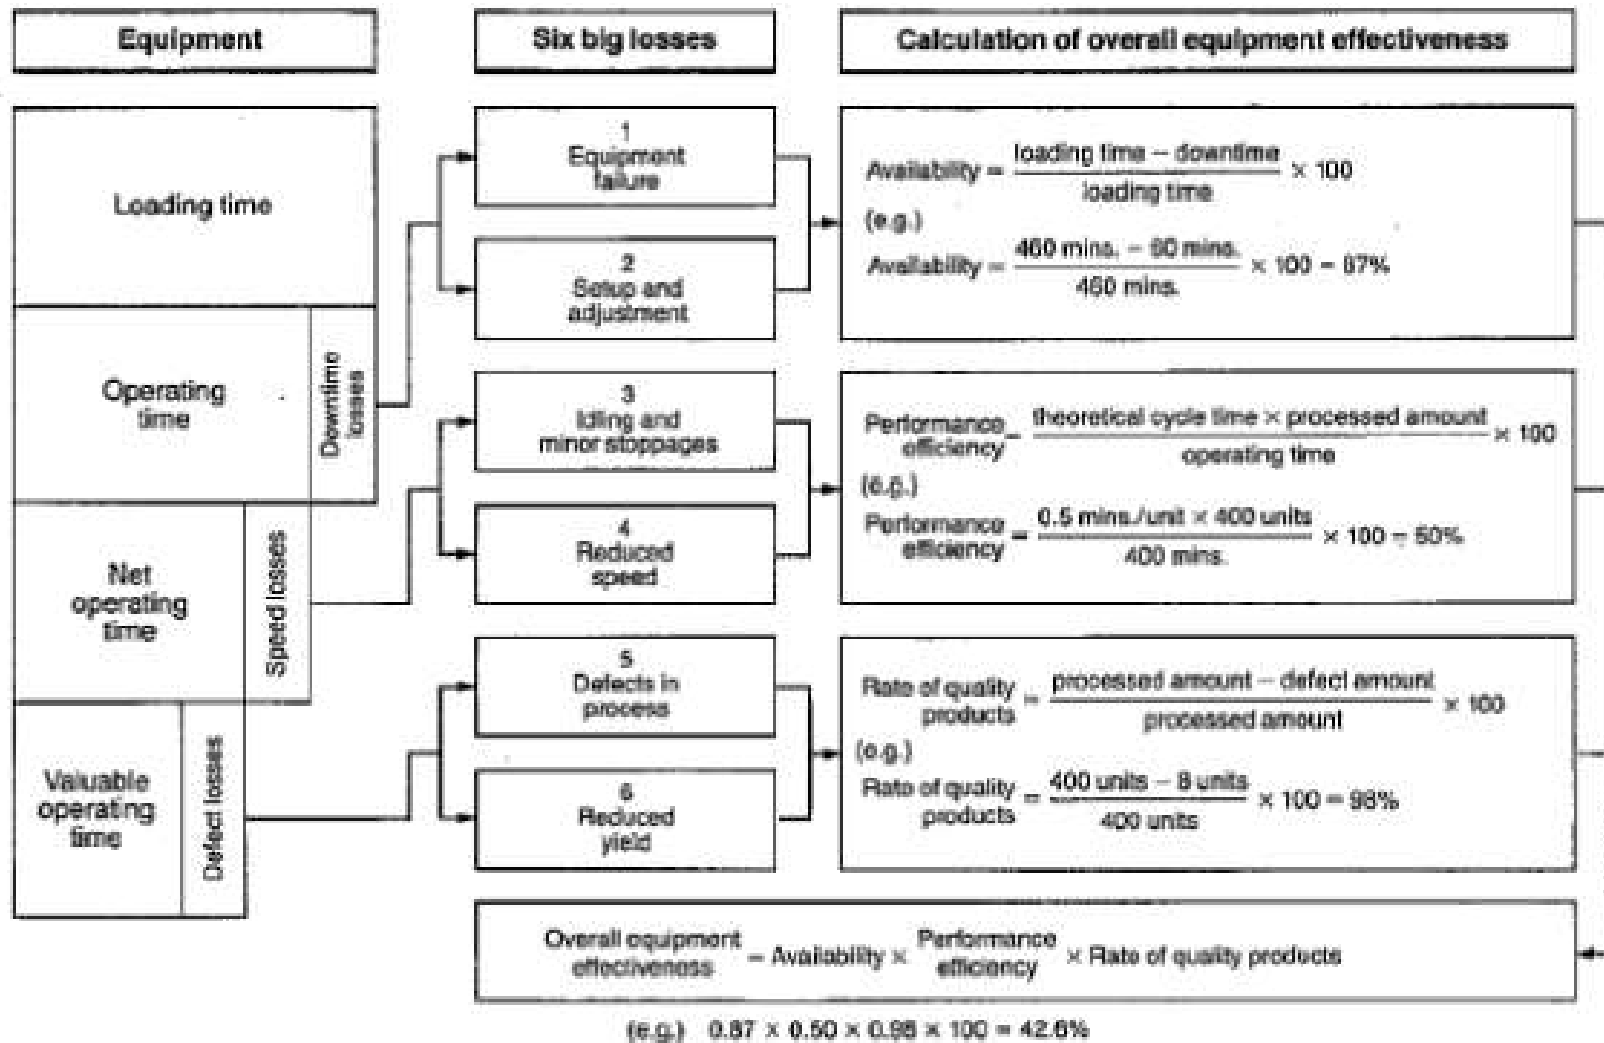 Equipment
Six big losses
Calculation of overall equipment effectiveness
Loading time
Operating
time
Downtime
losses
Net
operating
time
Speed losses
Valuable
operating
time
Defect losses
1
Equipment
failure
2
Setup and
adjustment
3
Idling and
minor stoppages
4
Reduced
speed
5
Defects in
process
6
Reduced
yield
Availability = loading time − downtime / loading time × 100
(e.g.)
Availability = 460 mins. − 60 mins. / 460 mins. × 100 = 87%
Performance efficiency = theoretical cycle time × processed amount / operating time × 100
(e.g.)
Performance efficiency = 0.5 mins./unit × 400 units / 400 mins. × 100 = 50%
Rate of quality products = processed amount − defect amount / processed amount × 100
(e.g.)
Rate of quality products = 400 units − 8 units / 400 units × 100 = 98%
Overall equipment effectiveness = Availability × Performance efficiency × Rate of quality products
(e.g.) 0.87 × 0.50 × 0.98 × 100 = 42.6%